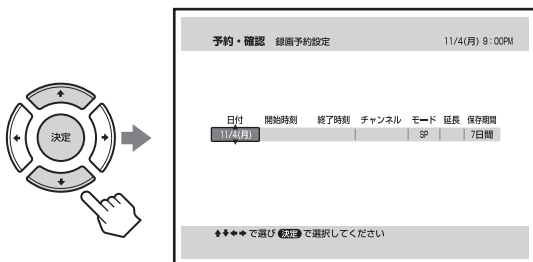 予約・確認 録画予約設定 11/4(月) 9:00PM
決定
日付 開始時刻 終了時刻 チャンネル モード 延長 保存期間
11/4(月) SP 7日間
で選び 決定 で選択してください